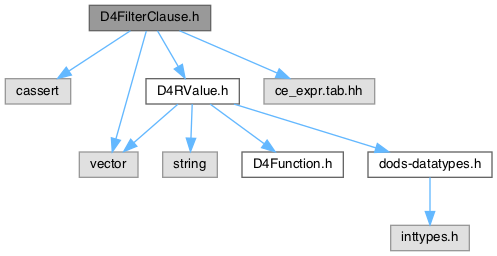 D4FilterClause.h
cassert
D4RValue.h
ce_expr.tab.hh
vector
string
D4Function.h
dods-datatypes.h
inttypes.h